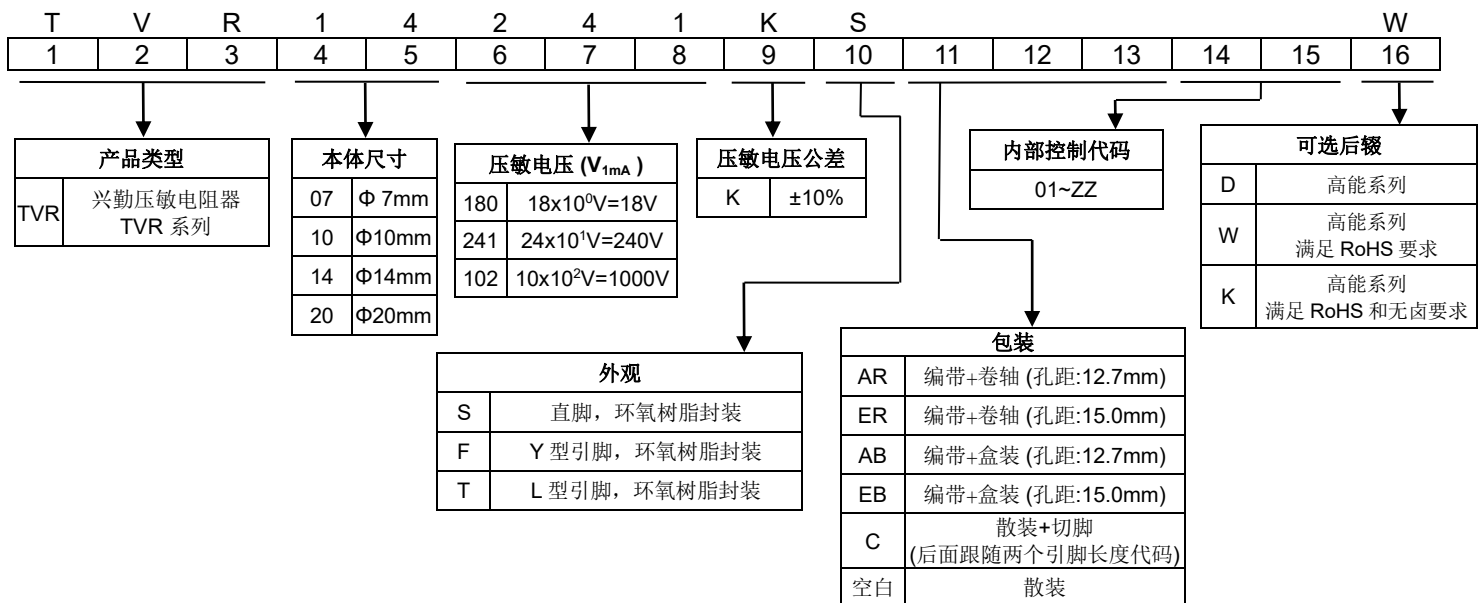 T V R 1 4 2 4 1 K S W
1 2 3 4 5 6 7 8 9 10 11 12 13 14 15 16
产品类型
TVR 兴勤压敏电阻器
TVR 系列
本体尺寸
07 Φ 7mm
10 Φ10mm
14 Φ14mm
20 Φ20mm
压敏电压 (V1mA )
180 18x10⁰V=18V
241 24x10¹V=240V
102 10x10²V=1000V
压敏电压公差
K ±10%
内部控制代码
01~ZZ
可选后辍
D 高能系列
W 高能系列
满足 RoHS 要求
K 高能系列
满足 RoHS 和无卤要求
外观
S 直脚，环氧树脂封装
F Y 型引脚，环氧树脂封装
T L 型引脚，环氧树脂封装
包装
AR 编带+卷轴 (孔距:12.7mm)
ER 编带+卷轴 (孔距:15.0mm)
AB 编带+盒装 (孔距:12.7mm)
EB 编带+盒装 (孔距:15.0mm)
C 散装+切脚
(后面跟随两个引脚长度代码)
空白 散装